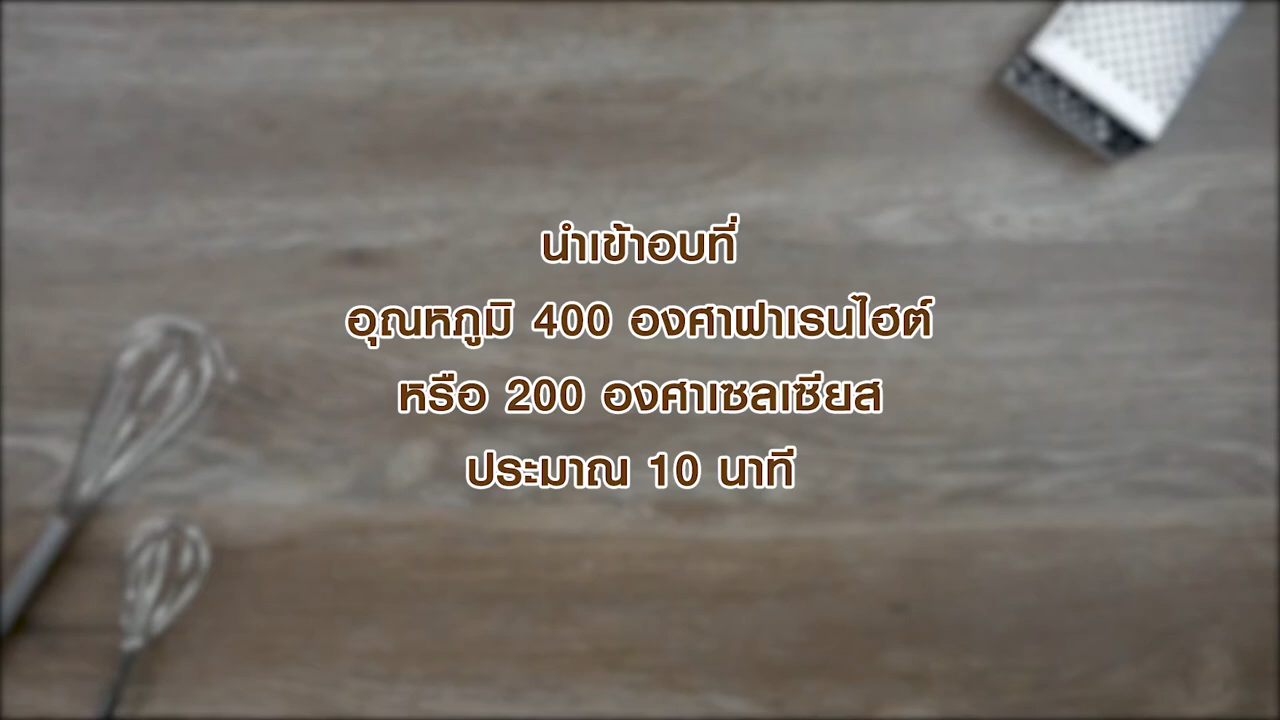 นำเข้าอบที่
อุณหภูมิ 400 องศาฟาเรนไฮต์
หรือ 200 องศาเซลเซียส
ประมาณ 10 นาที